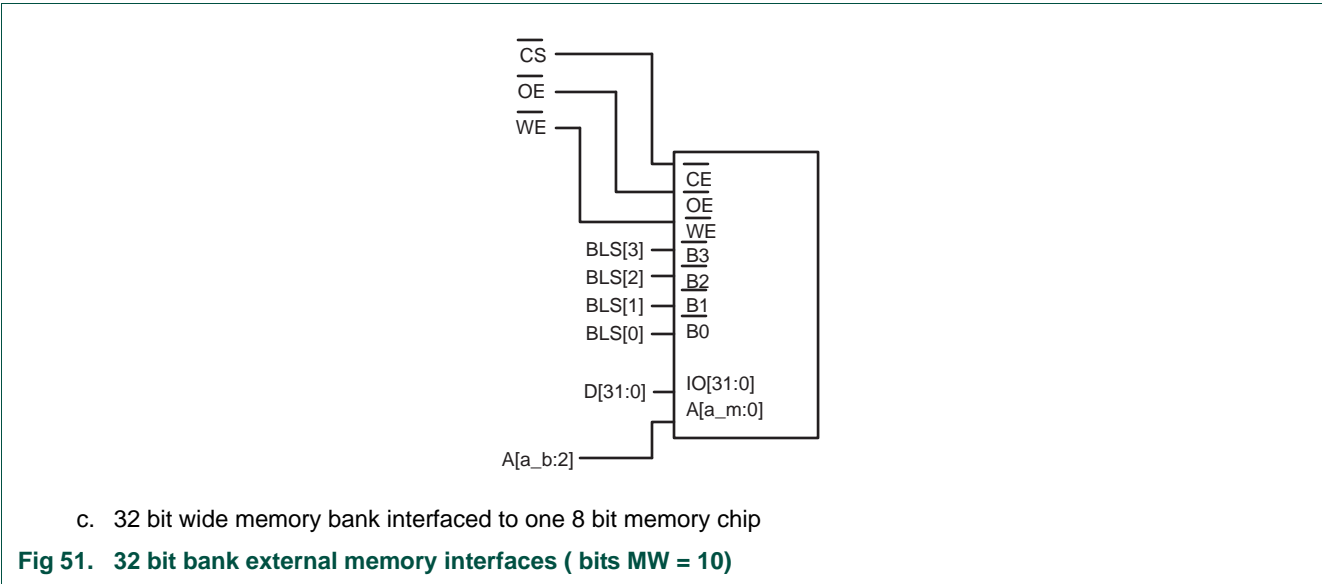 CS
OE
WE
CE
OE
WE
BLS[3]
B3
BLS[2]
B2
BLS[1]
B1
BLS[0]
B0
D[31:0]
IO[31:0]
A[a_m:0]
A[a_b:2]
c. 32 bit wide memory bank interfaced to one 8 bit memory chip
Fig 51. 32 bit bank external memory interfaces ( bits MW = 10)